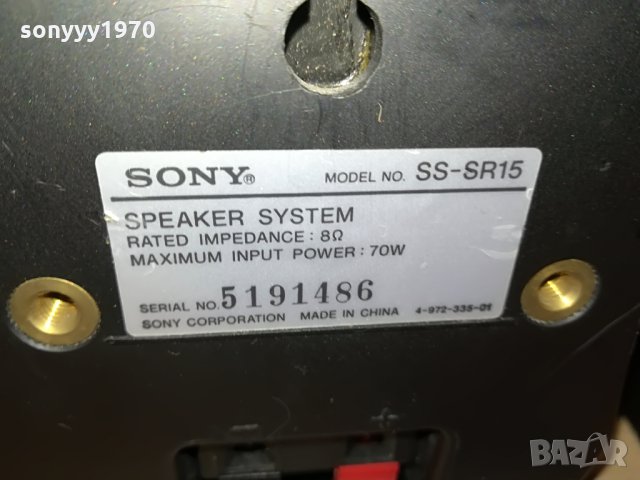 sonyyy1970
SONY® MODEL NO. SS-SR15
SPEAKER SYSTEM
RATED IMPEDANCE : 8Ω
MAXIMUM INPUT POWER : 70W
SERIAL NO. 5191486
SONY CORPORATION MADE IN CHINA 4-972-335-01
- +
BAZAR